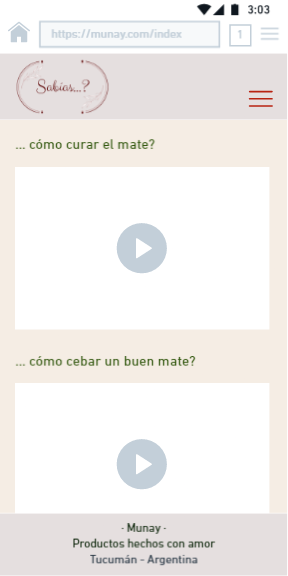 3:03
https://munay.com/index
1
Sabías...?
... cómo curar el mate?
... cómo cebar un buen mate?
· Munay ·
Productos hechos con amor
Tucumán - Argentina